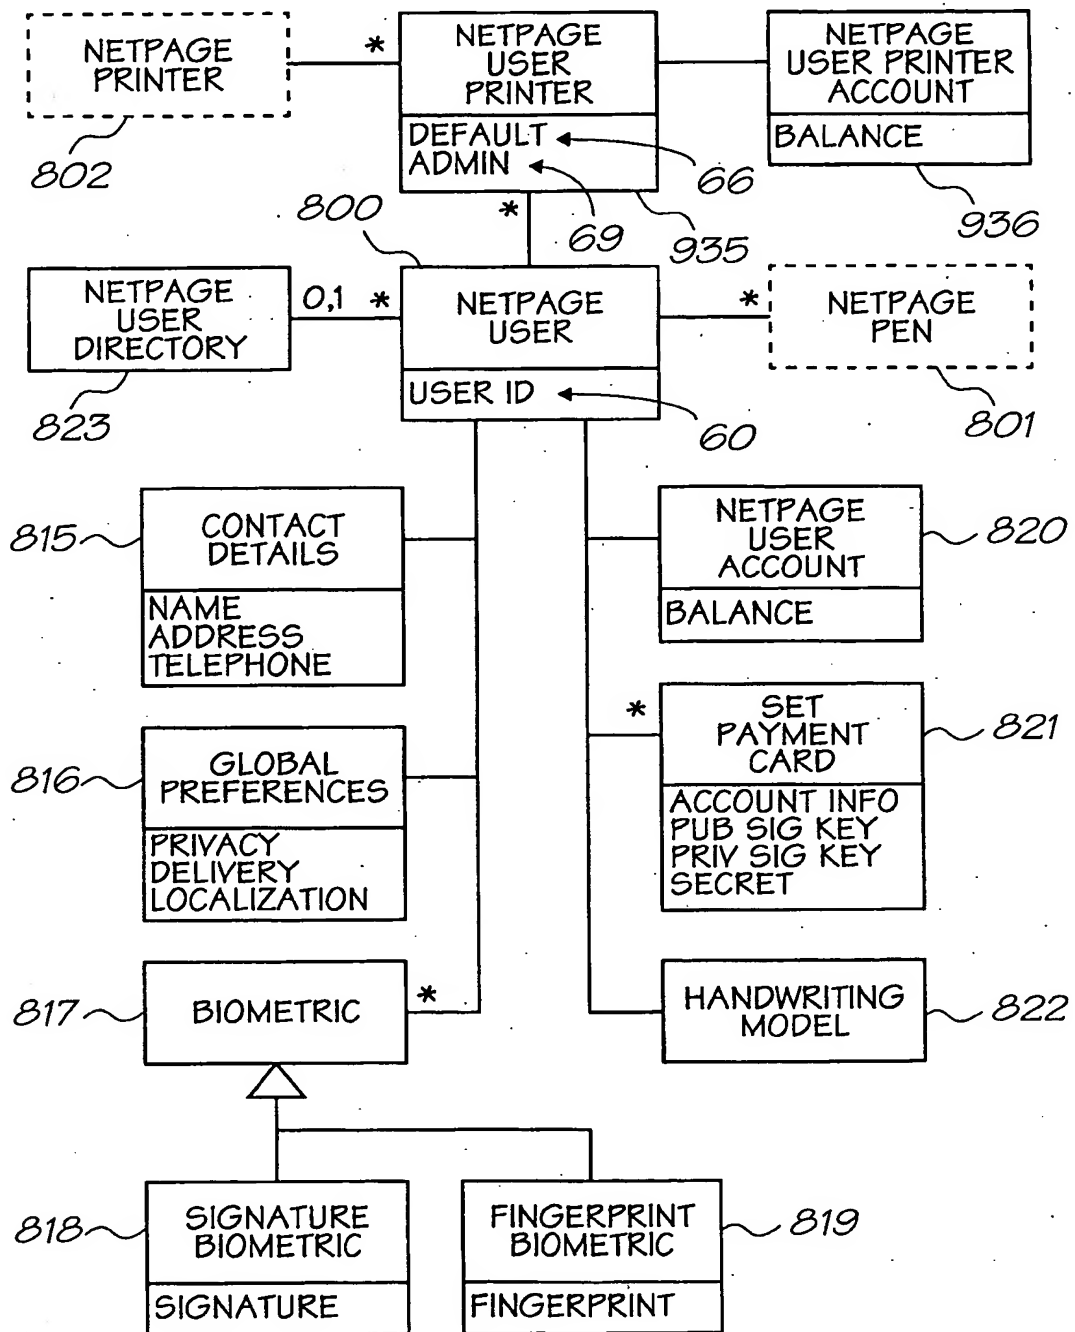 NETPAGE
PRINTER
802
*
NETPAGE
USER
PRINTER
DEFAULT
ADMIN
66
69
935
NETPAGE
USER PRINTER
ACCOUNT
BALANCE
936
*
800
NETPAGE
USER
DIRECTORY
823
0,1 *
NETPAGE
USER
USER ID
60
*
NETPAGE
PEN
801
815
CONTACT
DETAILS
NAME
ADDRESS
TELEPHONE
NETPAGE
USER
ACCOUNT
BALANCE
820
816
GLOBAL
PREFERENCES
PRIVACY
DELIVERY
LOCALIZATION
*
SET
PAYMENT
CARD
ACCOUNT INFO
PUB SIG KEY
PRIV SIG KEY
SECRET
821
817
BIOMETRIC
*
HANDWRITING
MODEL
822
818
SIGNATURE
BIOMETRIC
SIGNATURE
FINGERPRINT
BIOMETRIC
FINGERPRINT
819